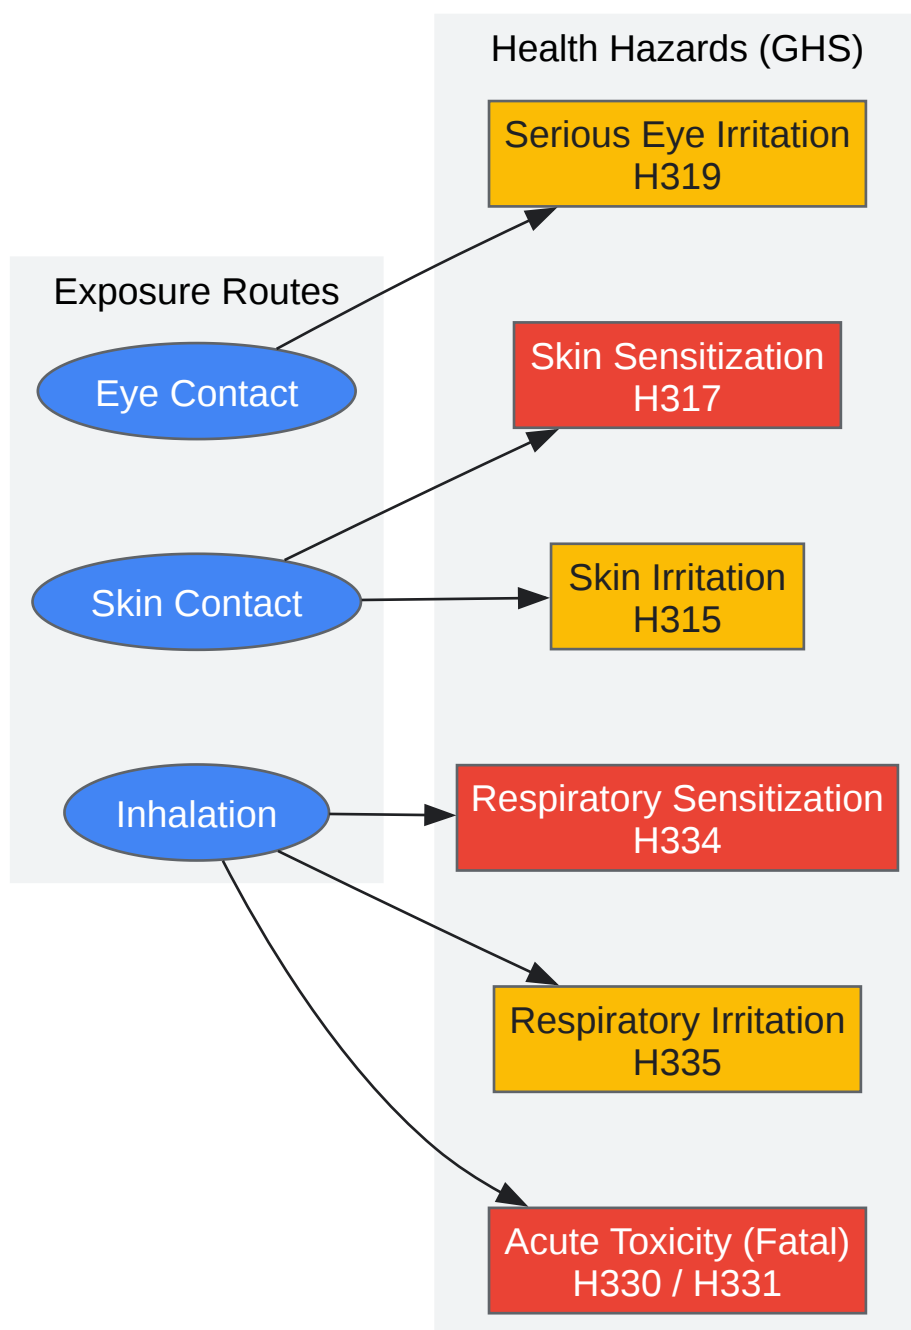 Health Hazards (GHS)
Serious Eye Irritation
H319
Exposure Routes
Eye Contact
Skin Sensitization
H317
Skin Contact
Skin Irritation
H315
Inhalation
Respiratory Sensitization
H334
Respiratory Irritation
H335
Acute Toxicity (Fatal)
H330 / H331